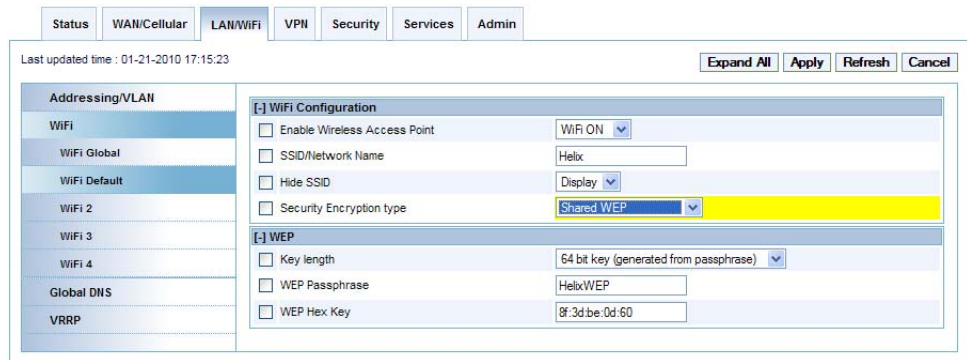 Status WAN/Cellular LAN/WiFi VPN Security Services Admin
Last updated time : 01-21-2010 17:15:23
Expand All Apply Refresh Cancel
Addressing/VLAN
WiFi
WiFi Global
WiFi Default
WiFi 2
WiFi 3
WiFi 4
Global DNS
VRRP
[-] WiFi Configuration
Enable Wireless Access Point WiFi ON
SSID/Network Name Helix
Hide SSID Display
Security Encryption type Shared WEP
[-] WEP
Key length 64 bit key (generated from passphrase)
WEP Passphrase HelixWEP
WEP Hex Key 8f:3d:be:0d:60